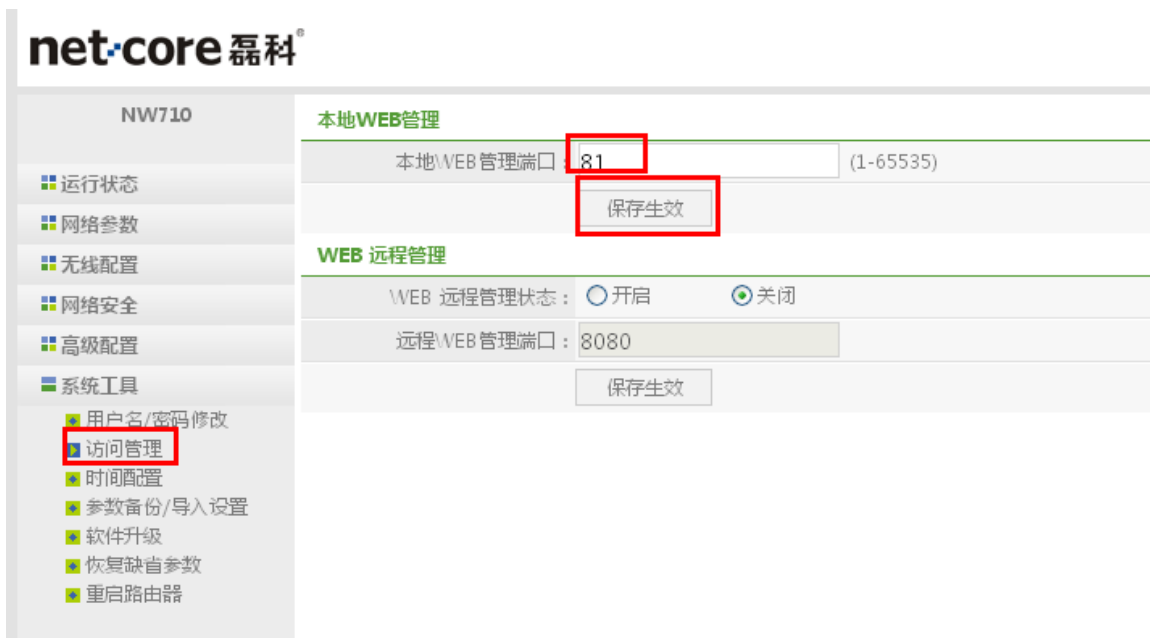 net-core磊科®
NW710
运行状态
网络参数
无线配置
网络安全
高级配置
系统工具
用户名/密码修改
访问管理
时间配置
参数备份/导入设置
软件升级
恢复缺省参数
重启路由器
本地WEB管理
本地WEB管理端口： 81 (1-65535)
保存生效
WEB 远程管理
WEB 远程管理状态： 开启 关闭
远程WEB管理端口： 8080
保存生效